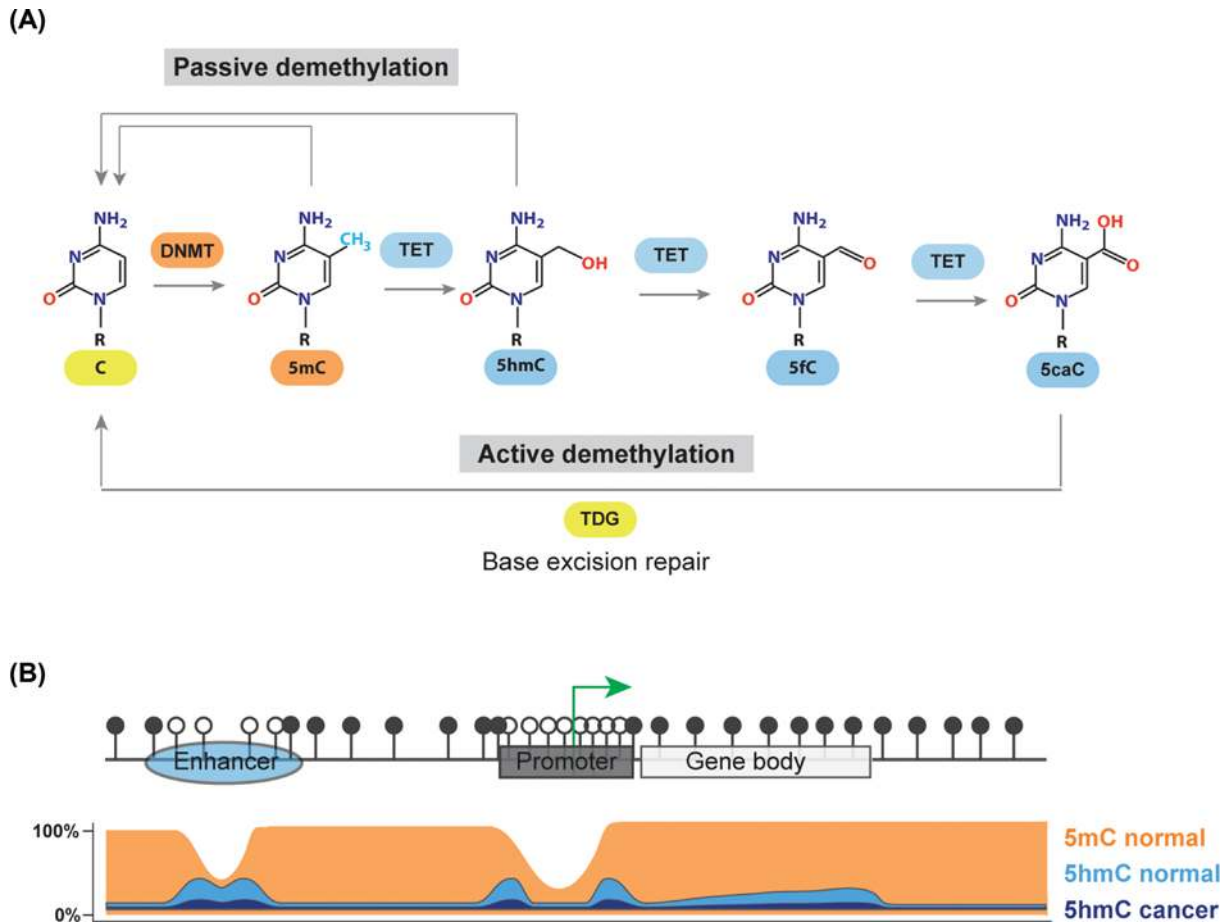 (A)
Passive demethylation
NH₂ NH₂ CH₃ NH₂ NH₂ NH₂ OH
DNMT TET TET TET
N N N OH N O N O
O N O N O N O N O N
R R R R R
C 5mC 5hmC 5fC 5caC
Active demethylation
TDG
Base excision repair
(B)
Enhancer Promoter Gene body
100%
5mC normal
5hmC normal
0%
5hmC cancer